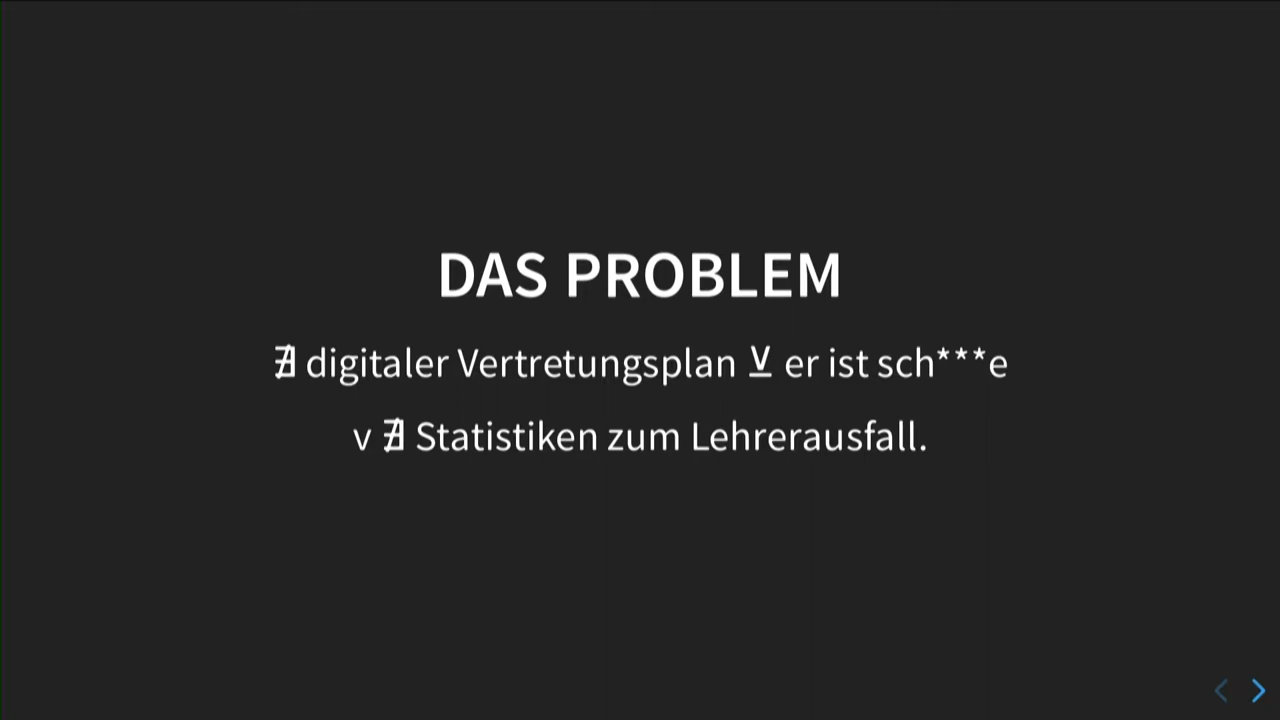 DAS PROBLEM
∄ digitaler Vertretungsplan ⊻ er ist sch***e
v ∄ Statistiken zum Lehrerausfall.